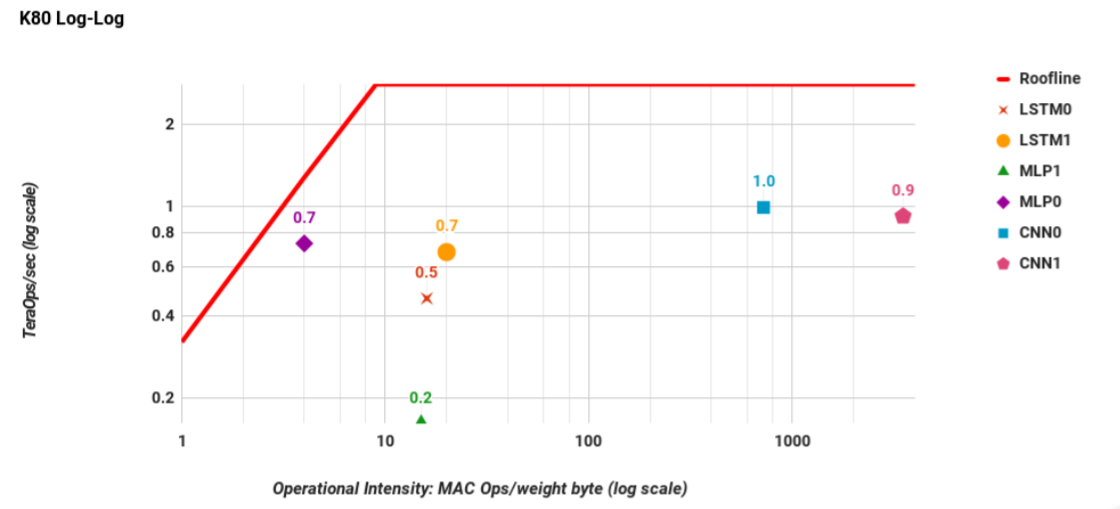 K80 Log-Log
TeraOps/sec (log scale)
2
1
0.8
0.6
0.4
0.2
0.7
0.7
0.5
0.2
1.0
0.9
1
10
100
1000
Operational Intensity: MAC Ops/weight byte (log scale)
Roofline
LSTM0
LSTM1
MLP1
MLP0
CNN0
CNN1